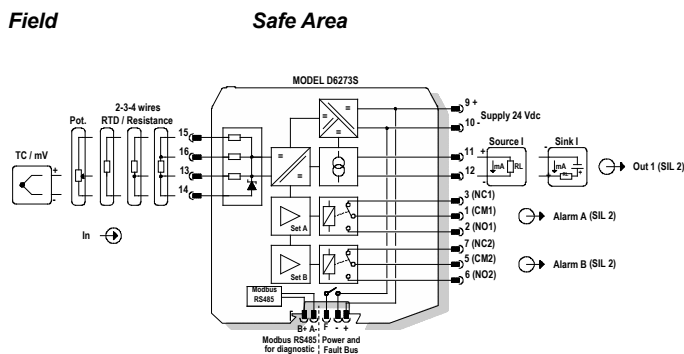 Field
Safe Area
MODEL D6273S
2-3-4 wires
Pot. RTD / Resistance
TC / mV
+
-
15
16
13
14
In
=
=
=
=
=
Set A
Set B
9 +
10 -
Supply 24 Vdc
11
12
Source I
+
mA
RL
-
Sink I
-
mA
RL
+
+
Out 1 (SIL 2)
3 (NC1)
1 (CM1)
2 (NO1)
Alarm A (SIL 2)
7 (NC2)
5 (CM2)
6 (NO2)
Alarm B (SIL 2)
Modbus
RS485
B+ A- F - +
Modbus RS485
for diagnostic
Power and
Fault Bus